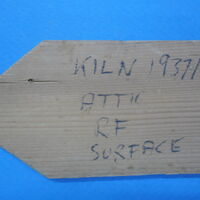 KILN 1937/
ATTIC
RF
SURFACE